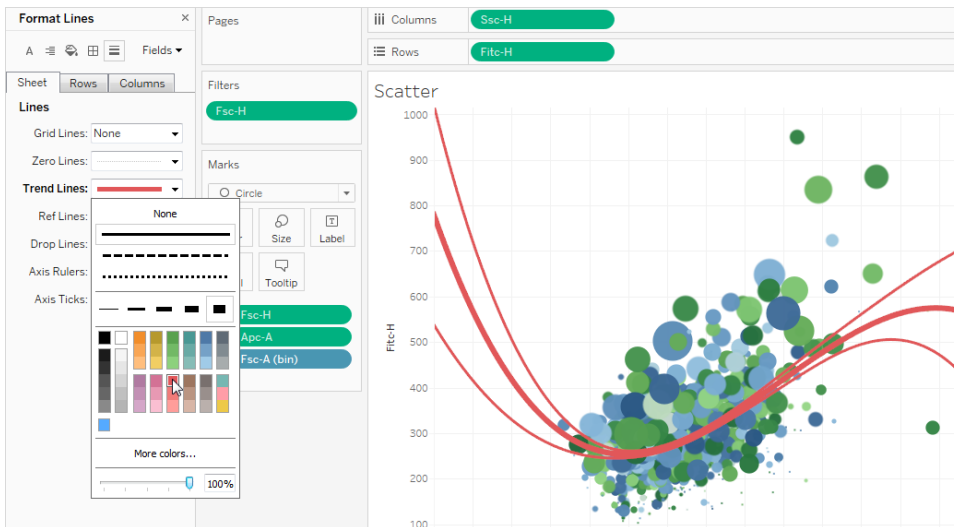 Format Lines ×
A Fields
Sheet Rows Columns
Lines
Grid Lines: None
Zero Lines:
Trend Lines:
Ref Lines:
Drop Lines:
Axis Rulers:
Axis Ticks:
None
More colors...
100%
Pages
Filters
Fsc-H
Marks
Circle
Size
T
Label
Tooltip
Fsc-H
Apc-A
Fsc-A (bin)
iii Columns Ssc-H
Rows Fitc-H
Scatter
Fitc-H
1000
900
800
700
600
500
400
300
200
100